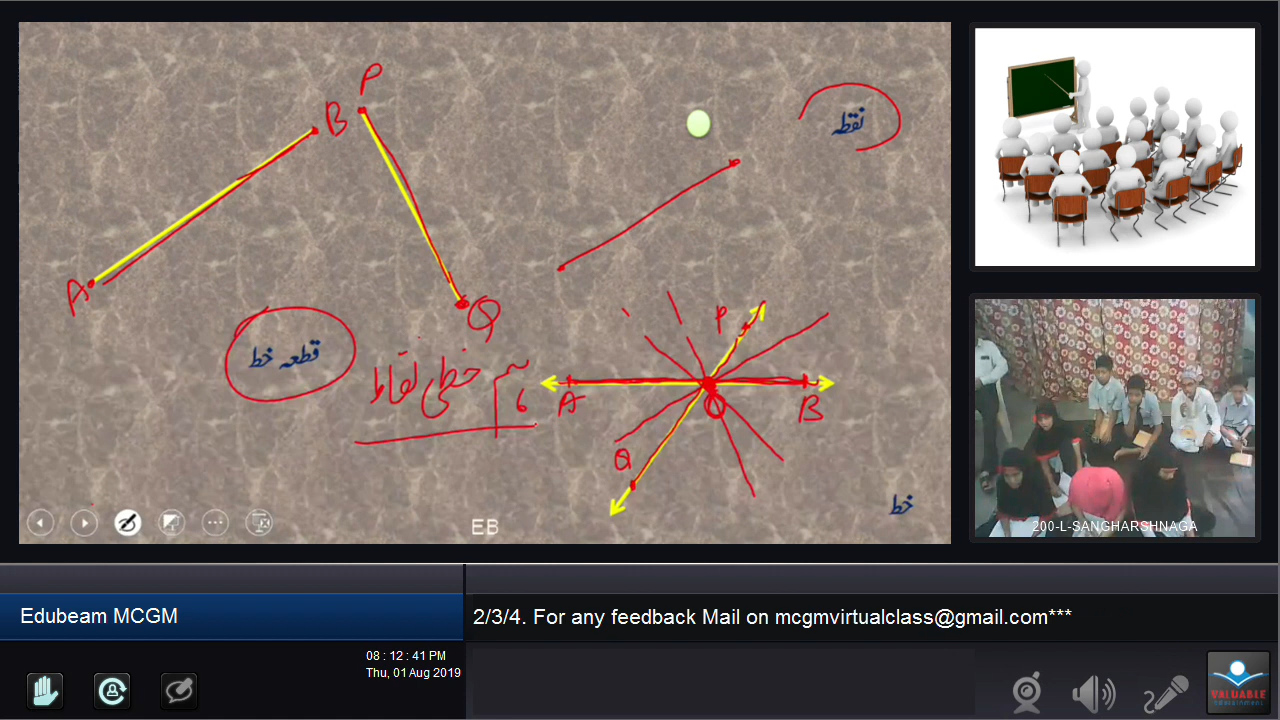 P
B
نقطہ
A
Q
قطعہ خط
ہم خطی نقاط
P
A
O
B
Q
خط
EB
200-L-SANGHARSHNAGA
Edubeam MCGM
2/3/4. For any feedback Mail on mcgmvirtualclass@gmail.com***
08 : 12 : 41 PM
Thu, 01 Aug 2019
VALUABLE